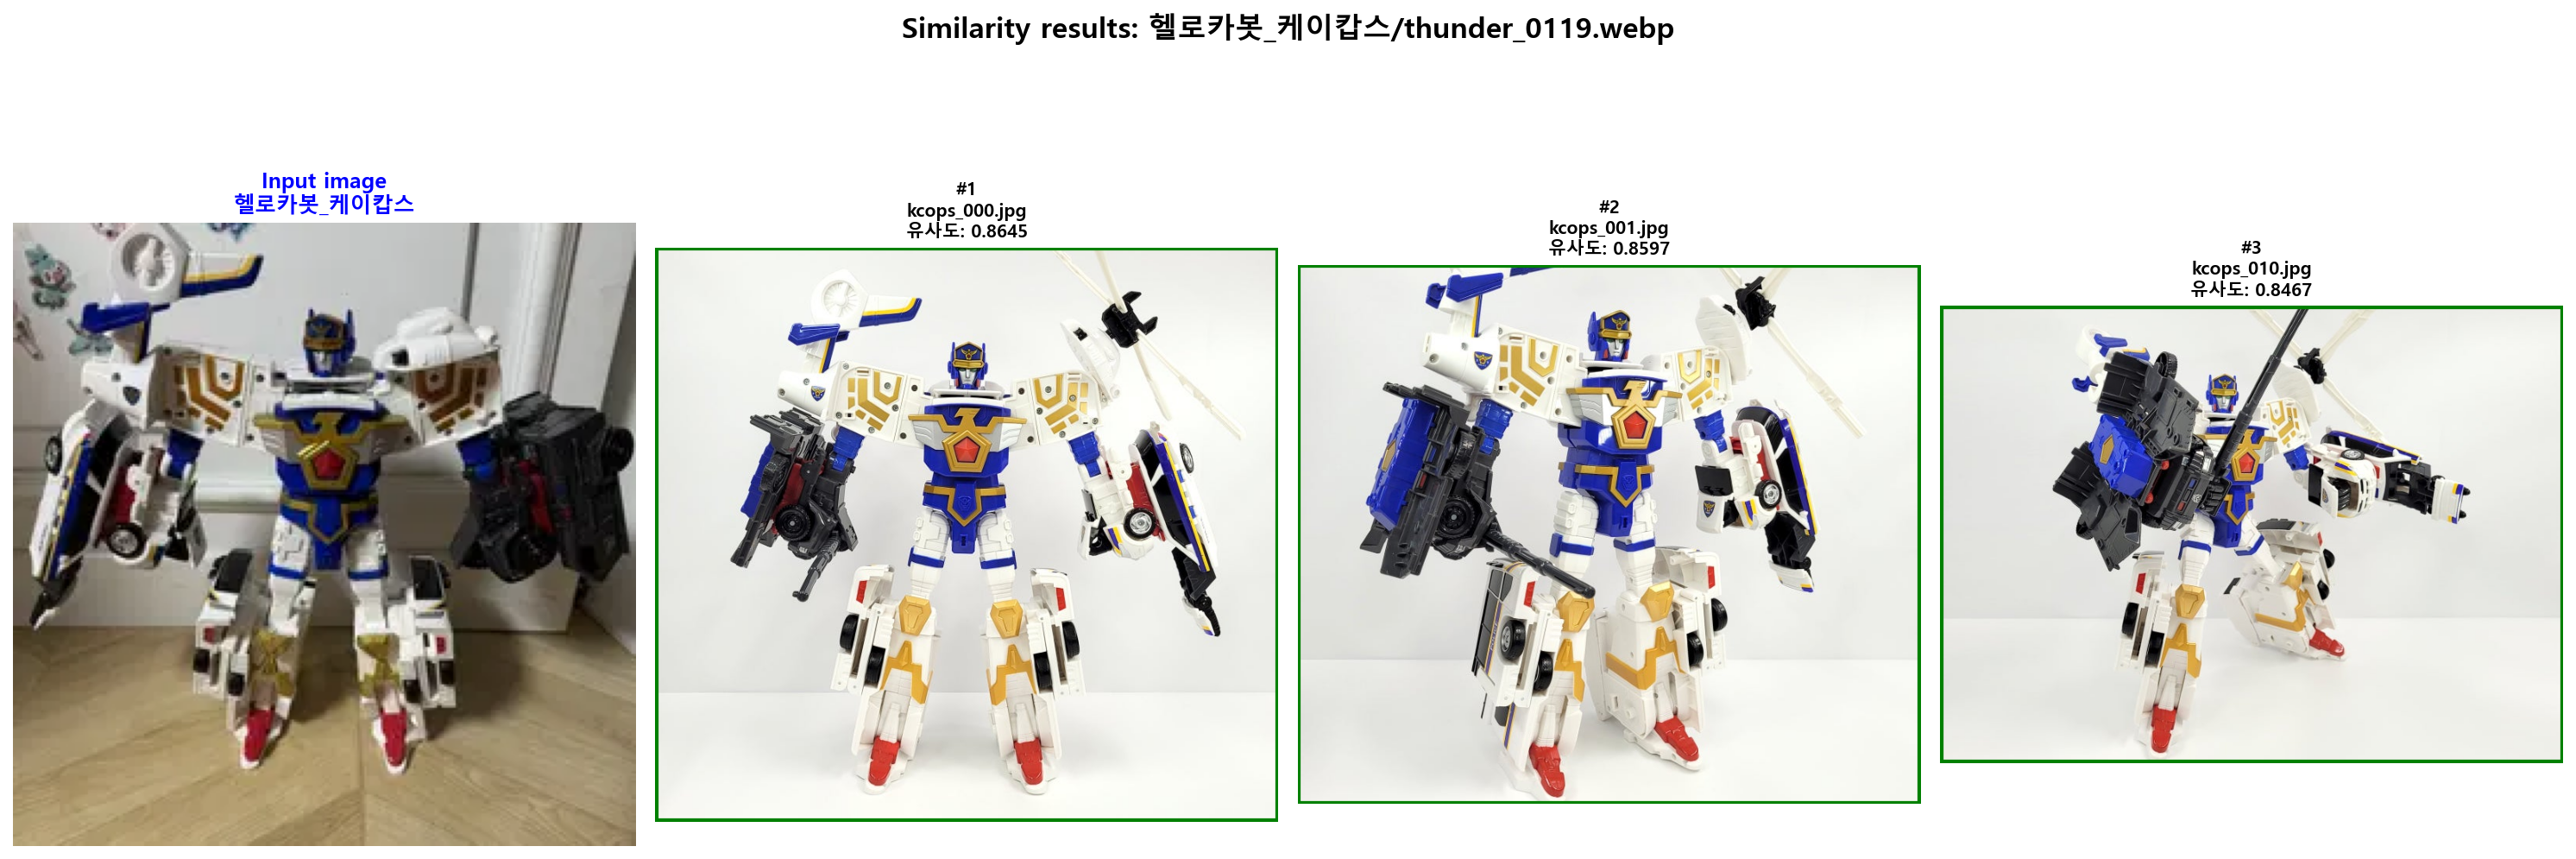 Similarity results: 헬로카봇_케이캅스/thunder_0119.webp
Input image
헬로카봇_케이캅스
#1
kcops_000.jpg
유사도: 0.8645
#2
kcops_001.jpg
유사도: 0.8597
#3
kcops_010.jpg
유사도: 0.8467